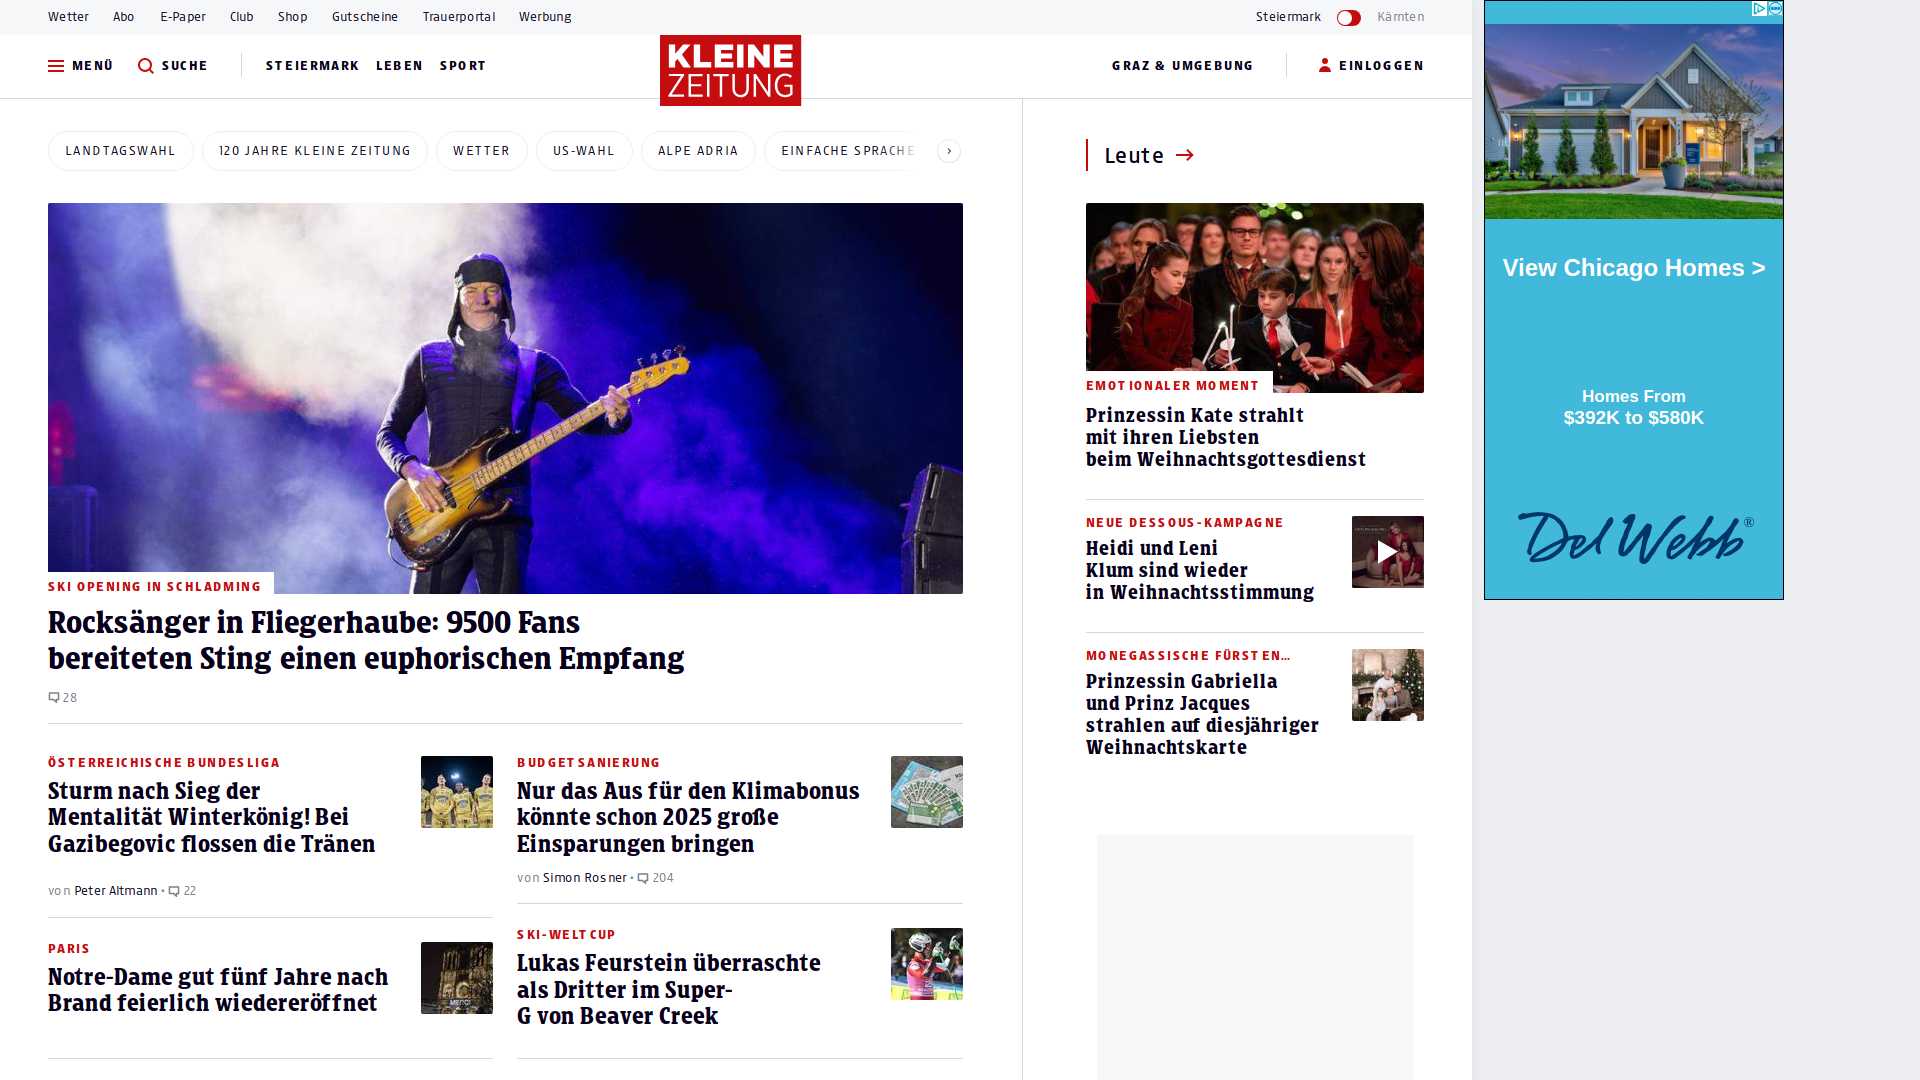 Wetter Abo E-Paper Club Shop Gutscheine Trauerportal Werbung Steiermark Kärnten
MENÜ SUCHE STEIERMARK LEBEN SPORT KLEINE ZEITUNG GRAZ & UMGEBUNG EINLOGGEN
LANDTAGSWAHL 120 JAHRE KLEINE ZEITUNG WETTER US-WAHL ALPE ADRIA EINFACHE SPRACHE
SKI OPENING IN SCHLADMING
Rocksänger in Fliegerhaube: 9500 Fans
bereiteten Sting einen euphorischen Empfang
28
ÖSTERREICHISCHE BUNDESLIGA
Sturm nach Sieg der
Mentalität Winterkönig! Bei
Gazibegovic flossen die Tränen
von Peter Altmann • 22
BUDGETSANIERUNG
Nur das Aus für den Klimabonus
könnte schon 2025 große
Einsparungen bringen
von Simon Rosner • 204
PARIS
Notre-Dame gut fünf Jahre nach
Brand feierlich wiedereröffnet
MERCI
SKI-WELTCUP
Lukas Feurstein überraschte
als Dritter im Super-
G von Beaver Creek
Leute
EMOTIONALER MOMENT
Prinzessin Kate strahlt
mit ihren Liebsten
beim Weihnachtsgottesdienst
NEUE DESSOUS-KAMPAGNE
Heidi und Leni
Klum sind wieder
in Weihnachtsstimmung
MONEGASSISCHE FÜRSTEN...
Prinzessin Gabriella
und Prinz Jacques
strahlen auf diesjähriger
Weihnachtskarte
View Chicago Homes >
Homes From
$392K to $580K
Del Webb®